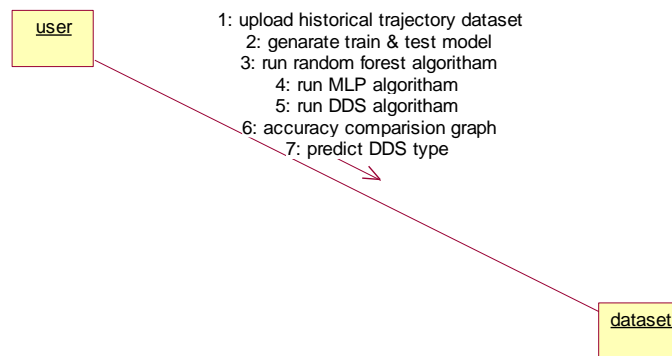 user
1: upload historical trajectory dataset
2: genarate train & test model
3: run random forest algoritham
4: run MLP algoritham
5: run DDS algoritham
6: accuracy comparision graph
7: predict DDS type
dataset